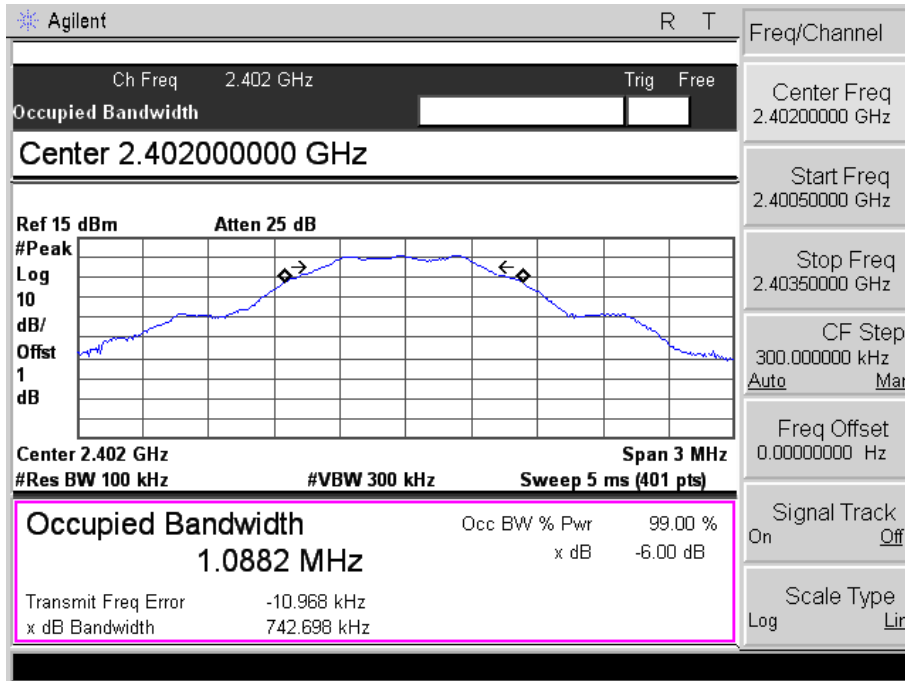 Agilent R T
Ch Freq 2.402 GHz Trig Free
Occupied Bandwidth
Center 2.402000000 GHz
Ref 15 dBm Atten 25 dB
#Peak
Log
10
dB/
Offst
1
dB
Center 2.402 GHz Span 3 MHz
#Res BW 100 kHz #VBW 300 kHz Sweep 5 ms (401 pts)
Occupied Bandwidth Occ BW % Pwr 99.00 %
1.0882 MHz x dB -6.00 dB
Transmit Freq Error -10.968 kHz
x dB Bandwidth 742.698 kHz
Freq/Channel
Center Freq
2.40200000 GHz
Start Freq
2.40050000 GHz
Stop Freq
2.40350000 GHz
CF Step
300.000000 kHz
Auto Man
Freq Offset
0.00000000 Hz
Signal Track
On Off
Scale Type
Log Lin